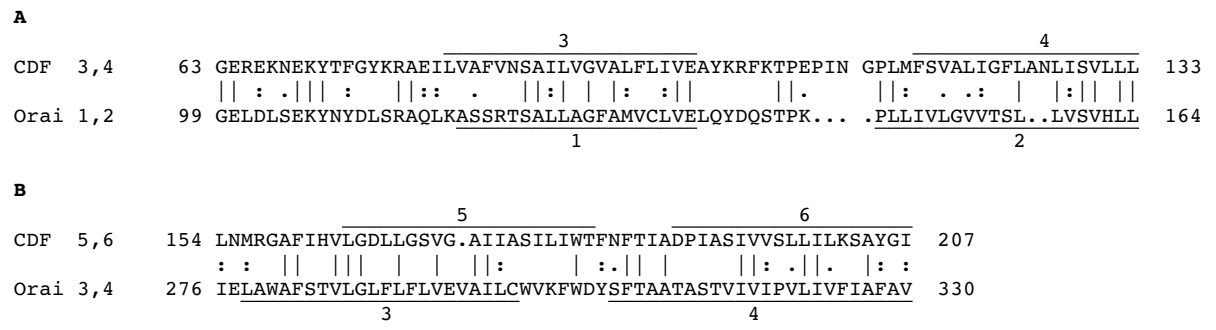 A
3 4
CDF 3,4 63 GEREKNEKYTFGYKRAEILVAFVNSAILVGVALFLIVEAYKRFKTPEPIN GPLMFSVALIGFLANLISVLLL 133
|| : .||| : ||:: . ||:| | |: :|| ||. ||: . .: | |:|| ||
Orai 1,2 99 GELDLSEKYNYDLSRAQLKASSRTSALLAGFAMVCLVELQYDQSTPK... .PLLIVLGVVTSL..LVSVHLL 164
1 2
B
5 6
CDF 5,6 154 LNMRGAFIHVLGDLLGSVG.AIIASILIWTFNFTIADPIASIVVSLLILKSAYGI 207
: : || ||| | | ||: | :.|| | ||: .||. |: :
Orai 3,4 276 IELAWAFSTVLGLFLFLVEVAILCWVKFWDYSFTAATASTVIVIPVLIVFIAFAV 330
3 4